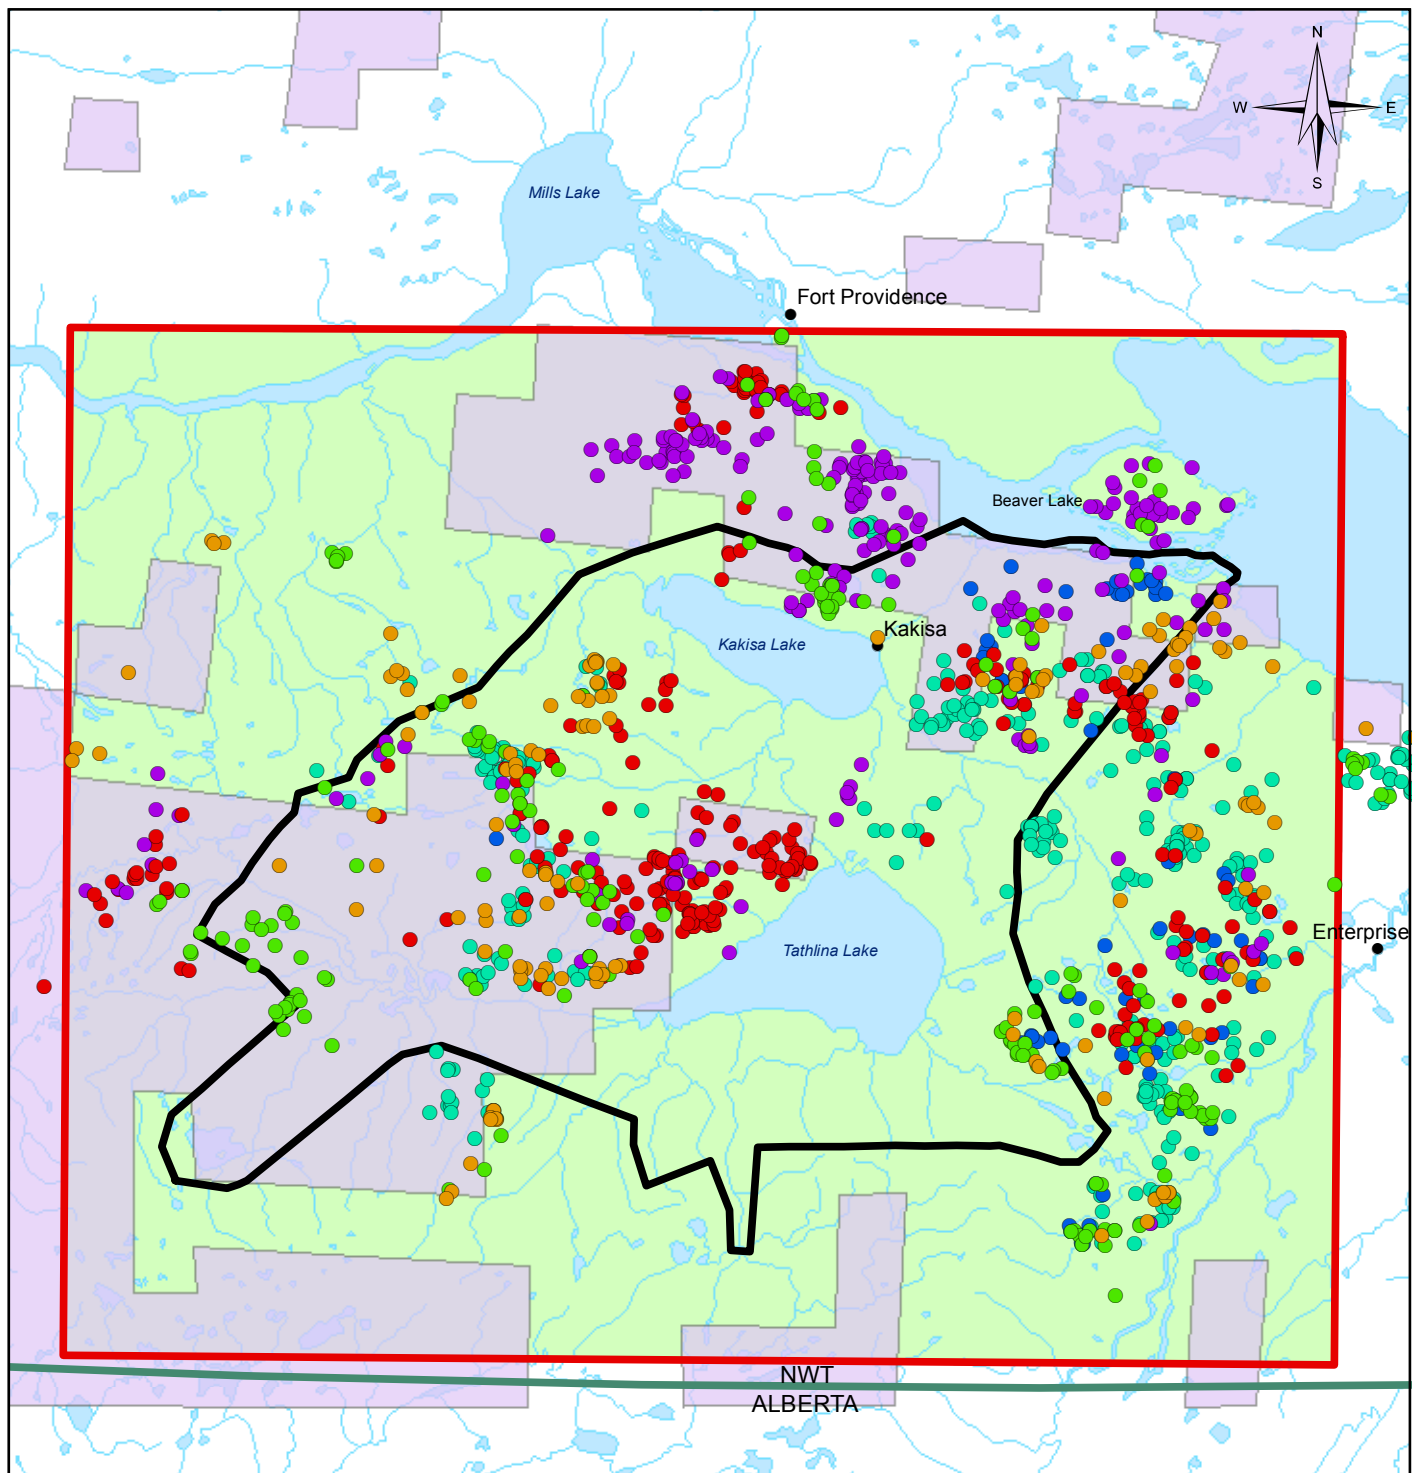 N
W E
S
Mills Lake
Fort Providence
Beaver Lake
Kakisa
Kakisa Lake
Enterprise
Tathlina Lake
NWT
ALBERTA